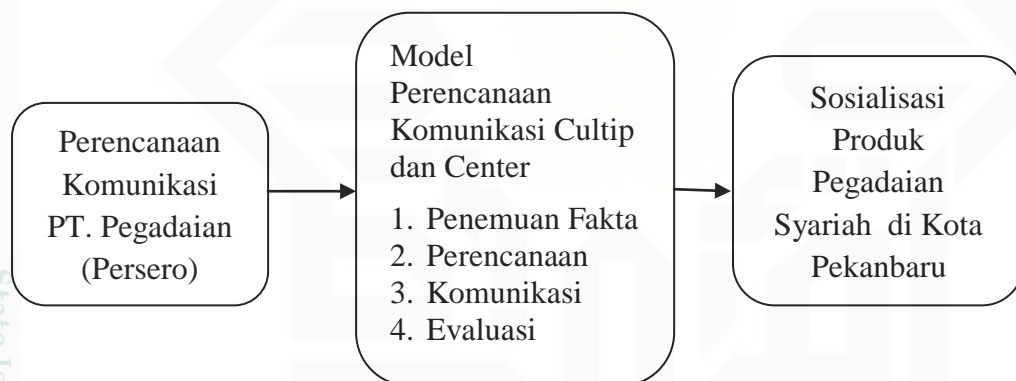 Perencanaan
Komunikasi
PT. Pegadaian
(Persero)
Model
Perencanaan
Komunikasi Cultip
dan Center
1. Penemuan Fakta
2. Perencanaan
3. Komunikasi
4. Evaluasi
Sosialisasi
Produk
Pegadaian
Syariah di Kota
Pekanbaru